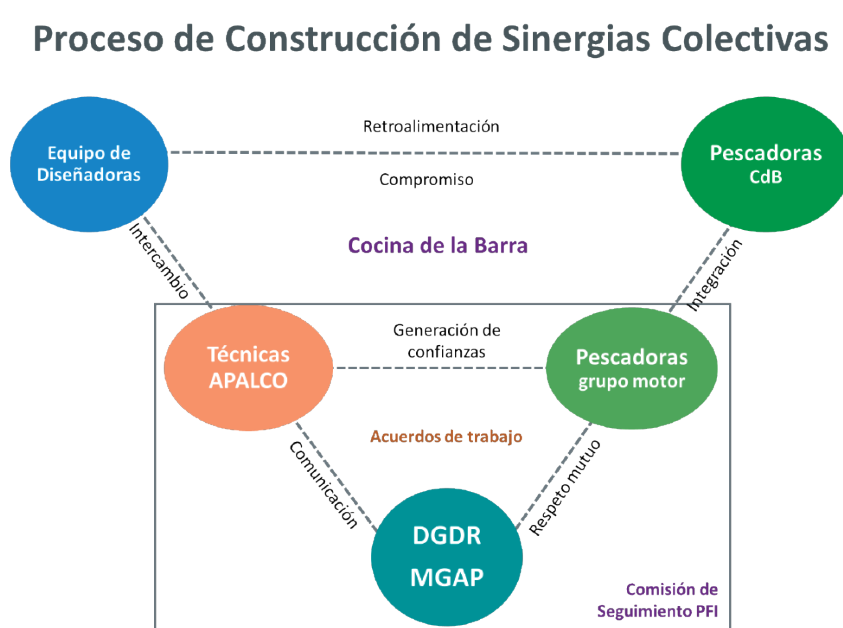 Proceso de Construcción de Sinergias Colectivas
Equipo de
Diseñadoras
Retroalimentación
Compromiso
Pescadoras
CdB
Intercambio
Cocina de la Barra
Integración
Técnicas
APALCO
Generación de
confianzas
Pescadoras
grupo motor
Acuerdos de trabajo
Comunicación
Respeto mutuo
DGDR
MGAP
Comisión de
Seguimiento PFI